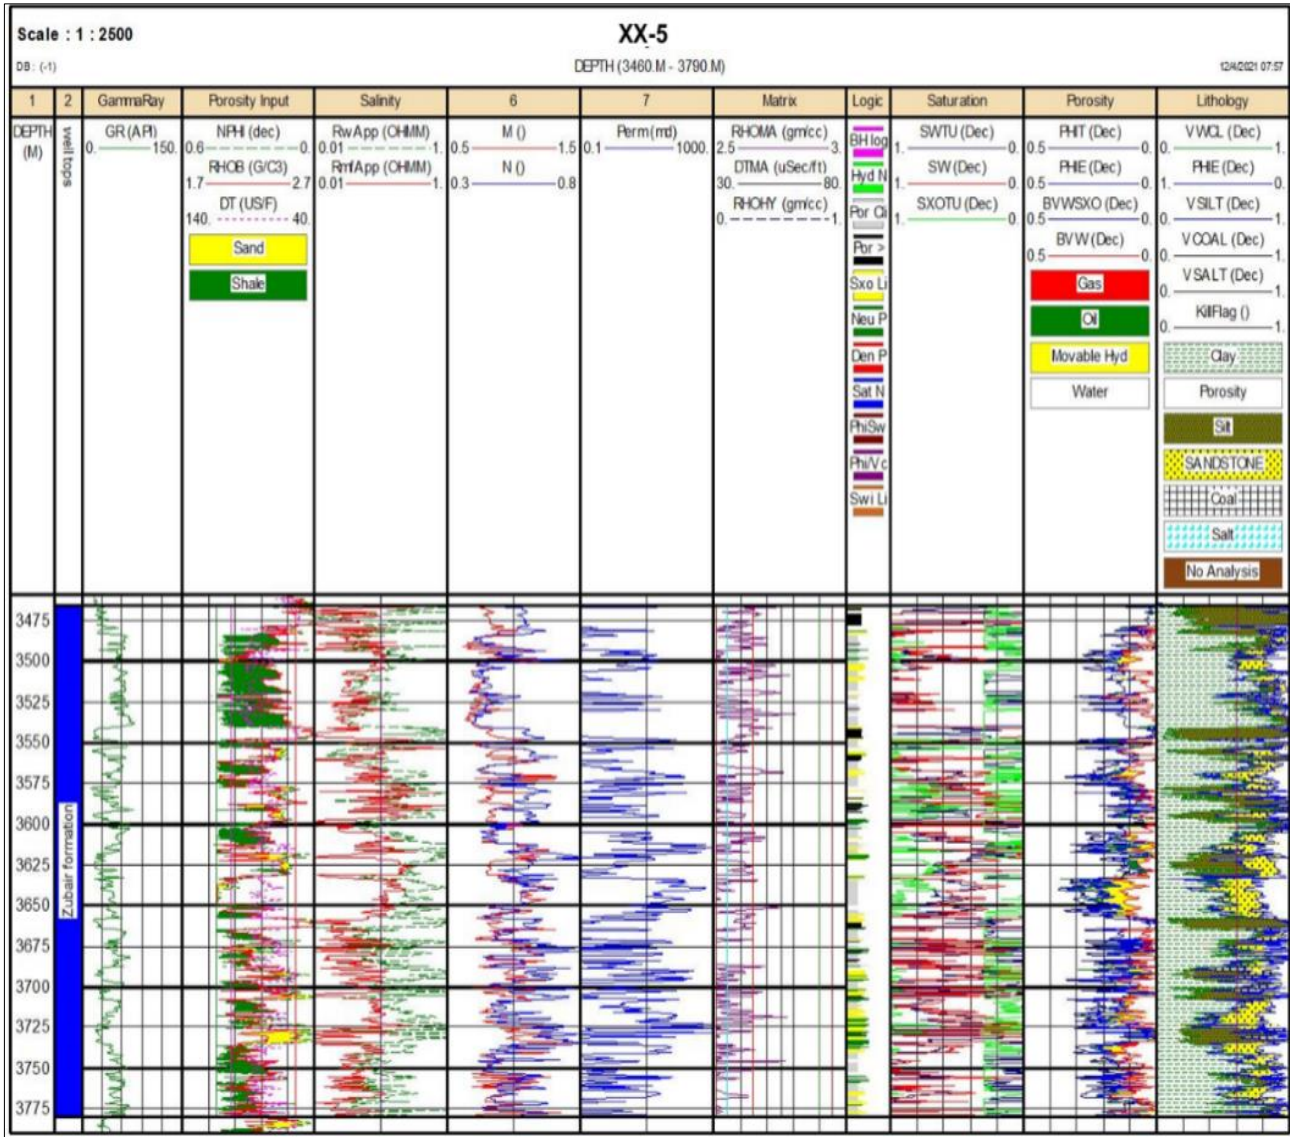 Scale : 1 : 2500
XX-5
DB : (-1)
DEPTH (3460.M - 3790.M)
12/4/2021 07:57
1 2 GammaRay Porosity Input Salinity 6 7 Matrix Logic Saturation Porosity Lithology
DEPTH (M)
well tops
GR (API)
0. 150.
NPHI (dec)
0.6 0.
RHOB (G/C3)
1.7 2.7
DT (US/F)
140. 40.
Sand
Shale
RwApp (OHMM)
0.01 1.
RmfApp (OHMM)
0.01 1.
M ()
0.5 1.5
N ()
0.3 0.8
Perm (md)
0.1 1000.
RHOMA (gm/cc)
2.5 3.
DTMA (uSec/ft)
30. 80.
RHOHY (gm/cc)
0. 1.
BH log
Hyd N
Por Cli
Por >
Sxo Li
Neu P
Den P
Sat N
PhiSw
Phi/Vc
Swi Li
SWTU (Dec)
1. 0.
SW (Dec)
1. 0.
SXOTU (Dec)
1. 0.
PHIT (Dec)
0.5 0.
PHIE (Dec)
0.5 0.
BVWSXO (Dec)
0.5 0.
BVW (Dec)
0.5 0.
Gas
Oil
Movable Hyd
Water
VWCL (Dec)
0. 1.
PHIE (Dec)
1. 0.
VSILT (Dec)
0. 1.
VCOAL (Dec)
0. 1.
VSALT (Dec)
0. 1.
KillFlag ()
0. 1.
Clay
Porosity
Silt
SANDSTONE
Coal
Salt
No Analysis
3475
3500
3525
3550
3575
3600
3625
3650
3675
3700
3725
3750
3775
Zubair formation